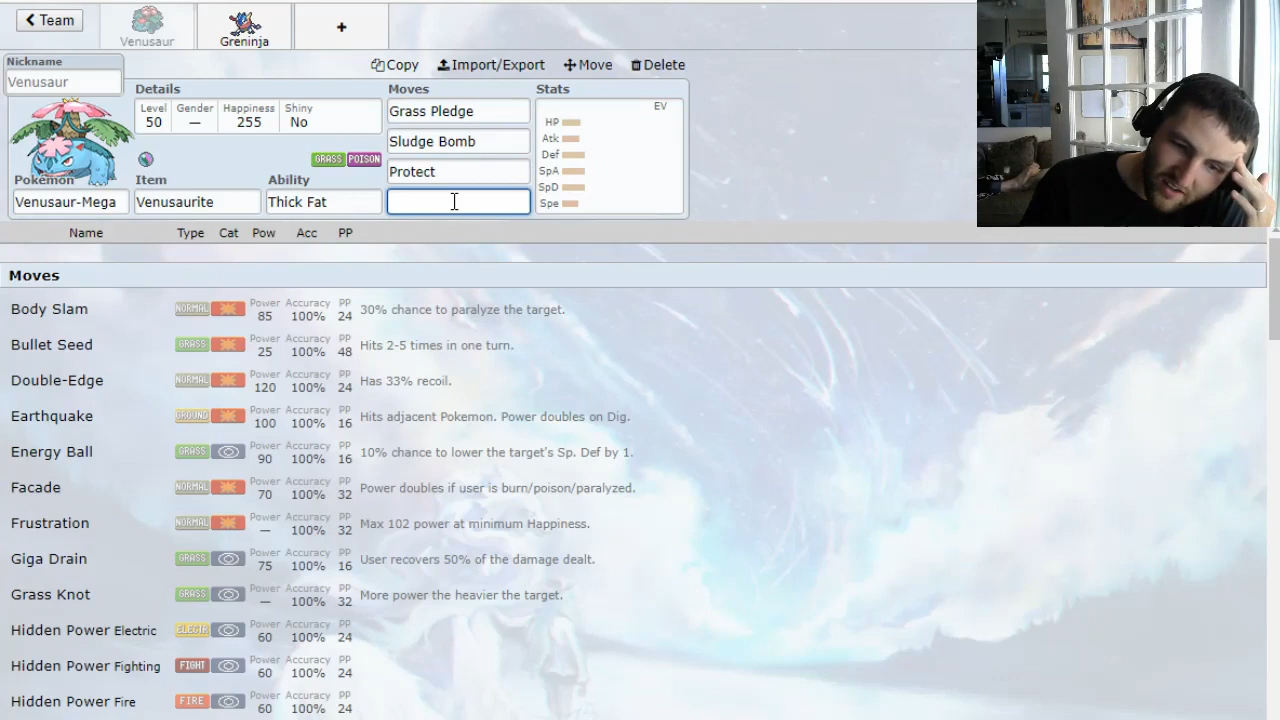 Team
Venusaur
Greninja
+
Nickname
Venusaur
Copy Import/Export Move Delete
Details
Level Gender Happiness Shiny
50 — 255 No
GRASS POISON
Pokémon Item Ability
Venusaur-Mega Venusaurite Thick Fat
Moves
Grass Pledge
Sludge Bomb
Protect
Stats
EV
HP
Atk
Def
SpA
SpD
Spe
Name Type Cat Pow Acc PP
Moves
Body Slam NORMAL Power 85 Accuracy 100% PP 24 30% chance to paralyze the target.
Bullet Seed GRASS Power 25 Accuracy 100% PP 48 Hits 2-5 times in one turn.
Double-Edge NORMAL Power 120 Accuracy 100% PP 24 Has 33% recoil.
Earthquake GROUND Power 100 Accuracy 100% PP 16 Hits adjacent Pokemon. Power doubles on Dig.
Energy Ball GRASS Power 90 Accuracy 100% PP 16 10% chance to lower the target's Sp. Def by 1.
Facade NORMAL Power 70 Accuracy 100% PP 32 Power doubles if user is burn/poison/paralyzed.
Frustration NORMAL Power — Accuracy 100% PP 32 Max 102 power at minimum Happiness.
Giga Drain GRASS Power 75 Accuracy 100% PP 16 User recovers 50% of the damage dealt.
Grass Knot GRASS Power — Accuracy 100% PP 32 More power the heavier the target.
Hidden Power Electric ELECTR Power 60 Accuracy 100% PP 24
Hidden Power Fighting FIGHT Power 60 Accuracy 100% PP 24
Hidden Power Fire FIRE Power 60 Accuracy 100% PP 24